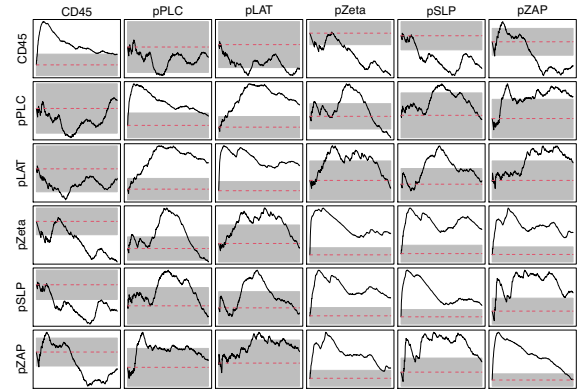 CD45 pPLC pLAT pZeta pSLP pZAP
CD45
pPLC
pLAT
pZeta
pSLP
pZAP